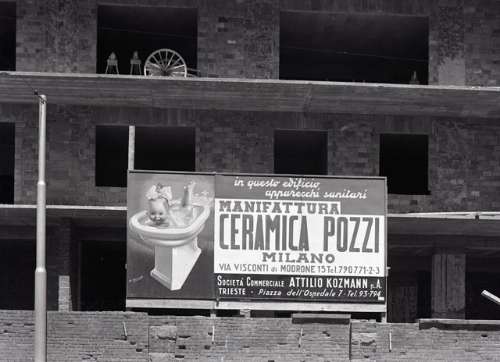 in questo edificio
apparecchi sanitari
MANIFATTURA
CERAMICA POZZI
MILANO
VIA VISCONTI di MODRONE 15 Tel. 790771-2-3
SOCIETÀ COMMERCIALE ATTILIO KOZMANN p.A.
TRIESTE - Piazza dell'Ospedale 7 - Tel. 93-794